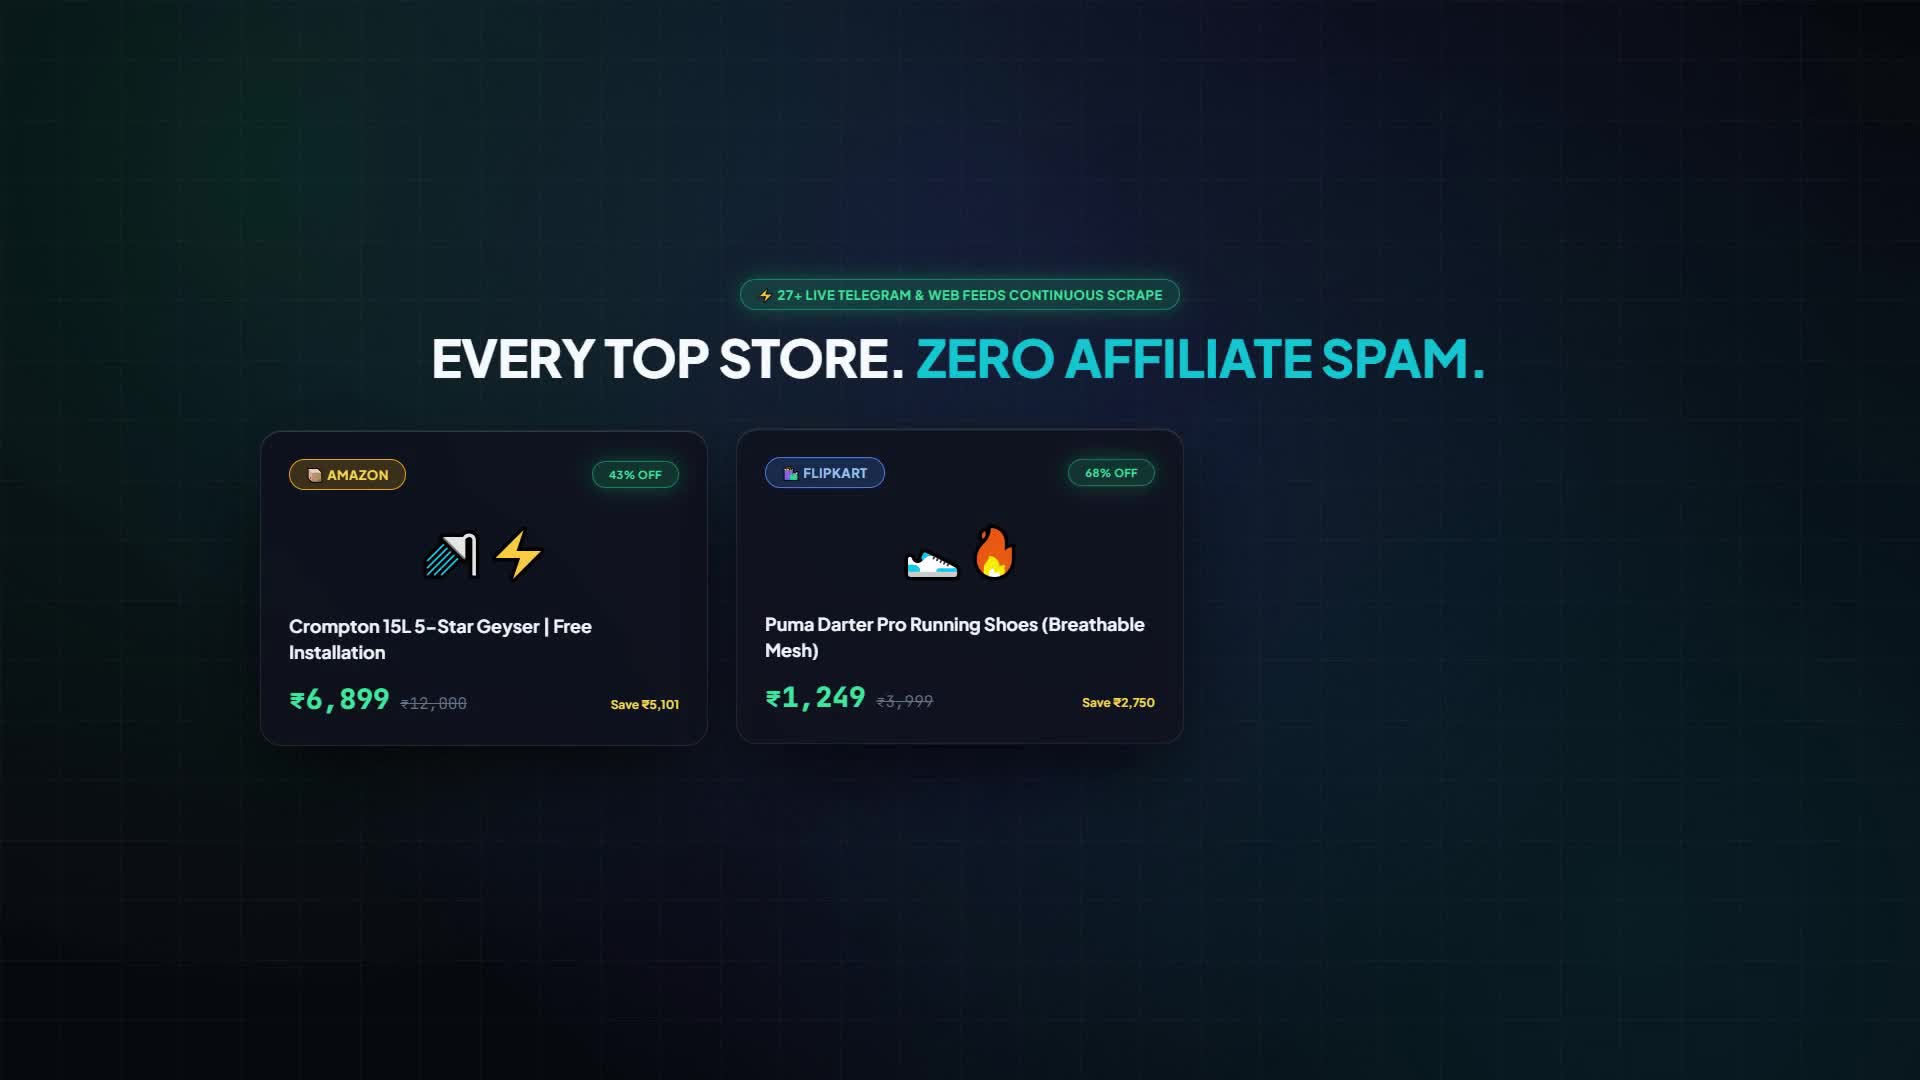 ⚡ 27+ LIVE TELEGRAM & WEB FEEDS CONTINUOUS SCRAPE
EVERY TOP STORE. ZERO AFFILIATE SPAM.
📦 AMAZON
43% OFF
Crompton 15L 5-Star Geyser | Free
Installation
₹6,899 ₹12,000
Save ₹5,101
🛍️ FLIPKART
68% OFF
Puma Darter Pro Running Shoes (Breathable
Mesh)
₹1,249 ₹3,999
Save ₹2,750